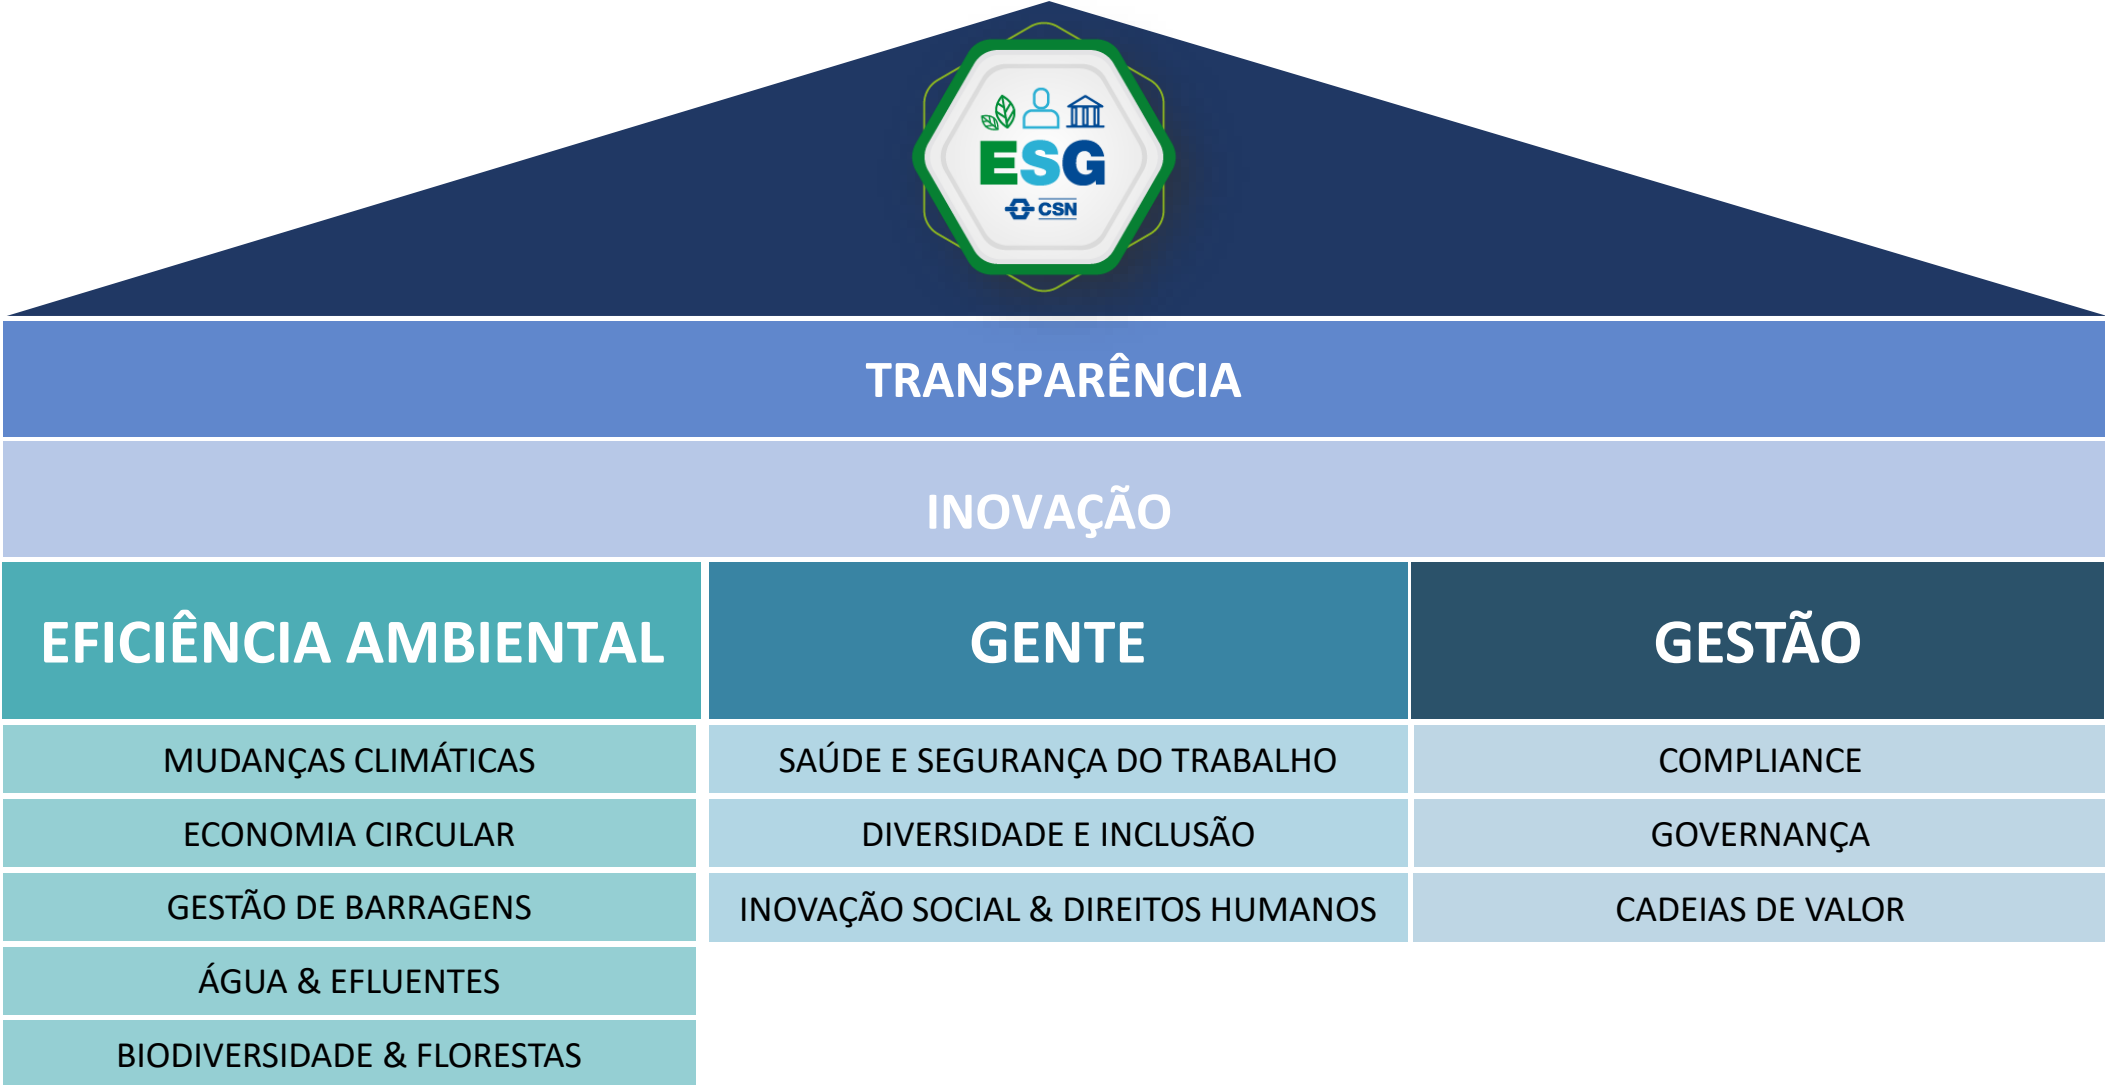 ESG
CSN
TRANSPARÊNCIA
INOVAÇÃO
EFICIÊNCIA AMBIENTAL
MUDANÇAS CLIMÁTICAS
ECONOMIA CIRCULAR
GESTÃO DE BARRAGENS
ÁGUA & EFLUENTES
BIODIVERSIDADE & FLORESTAS
GENTE
SAÚDE E SEGURANÇA DO TRABALHO
DIVERSIDADE E INCLUSÃO
INOVAÇÃO SOCIAL & DIREITOS HUMANOS
GESTÃO
COMPLIANCE
GOVERNANÇA
CADEIAS DE VALOR